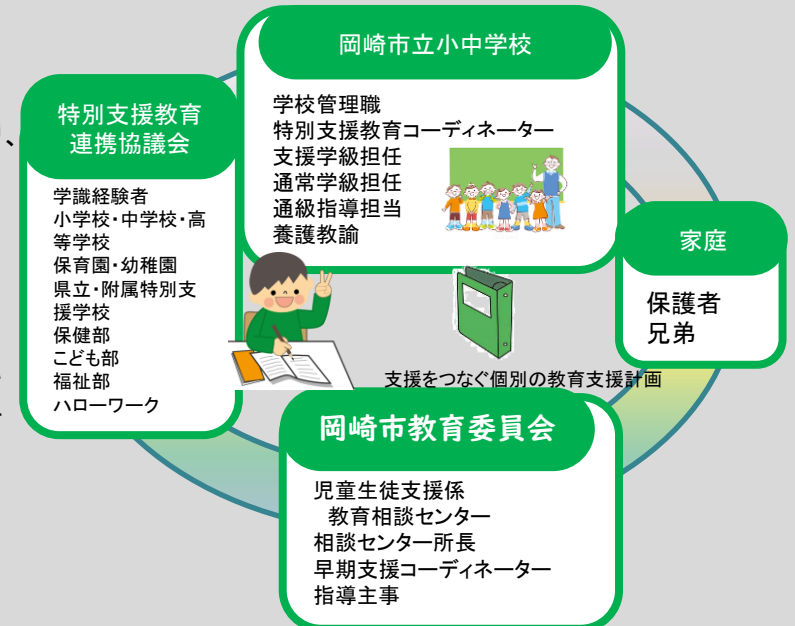 岡崎市立小中学校
学校管理職
特別支援教育コーディネーター
支援学級担任
通常学級担任
通級指導担当
養護教諭
特別支援教育
連携協議会
学識経験者
小学校・中学校・高
等学校
保育園・幼稚園
県立・附属特別支
援学校
保健部
こども部
福祉部
ハローワーク
家庭
保護者
兄弟
支援をつなぐ個別の教育支援計画
岡崎市教育委員会
児童生徒支援係
教育相談センター
相談センター所長
早期支援コーディネーター
指導主事